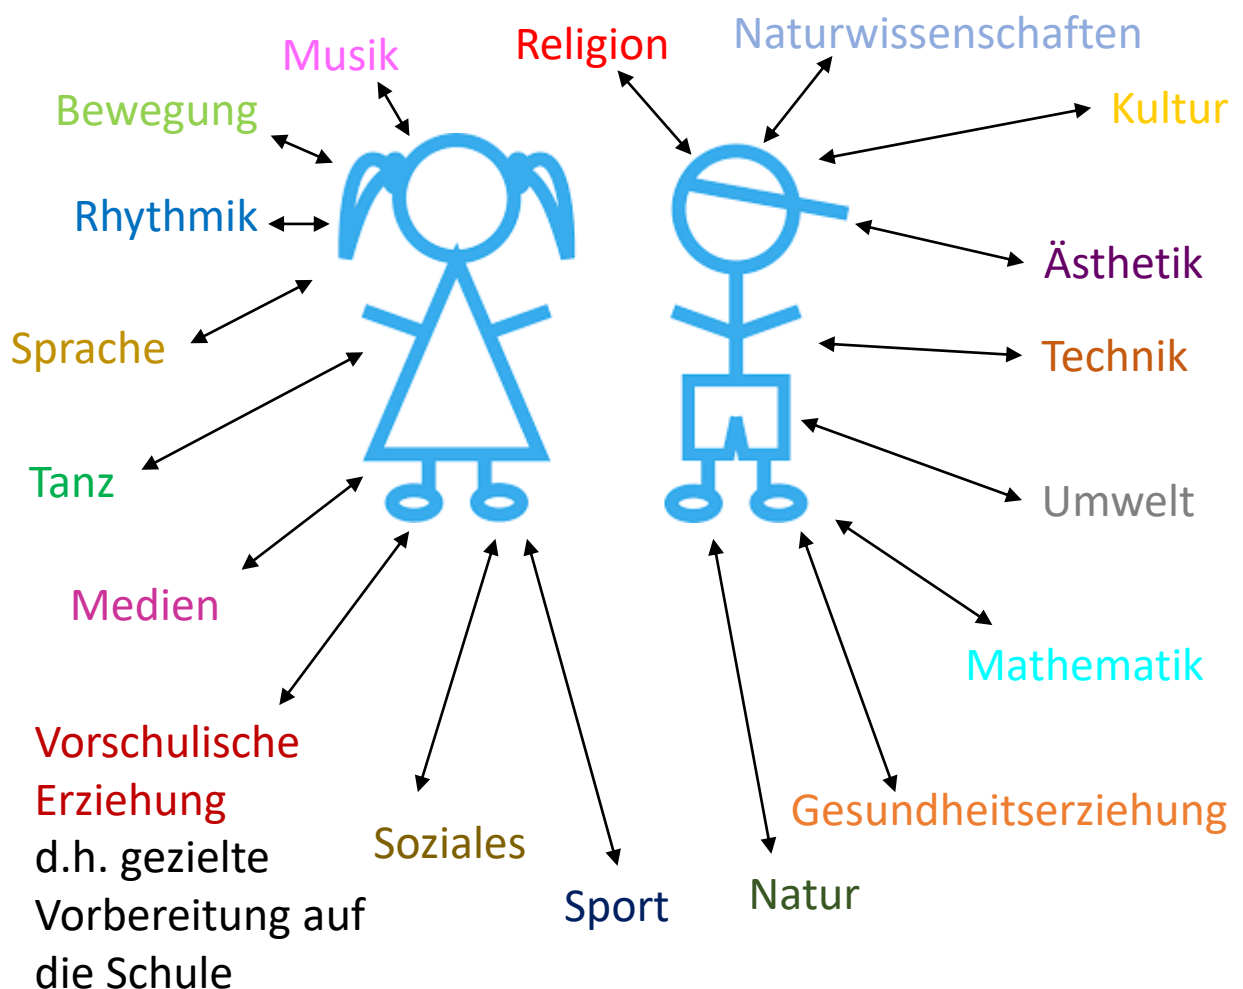 Musik
Religion
Naturwissenschaften
Bewegung
Kultur
Rhythmik
Ästhetik
Sprache
Technik
Tanz
Umwelt
Medien
Mathematik
Vorschulische
Erziehung
d.h. gezielte
Vorbereitung auf
die Schule
Soziales
Sport
Natur
Gesundheitserziehung